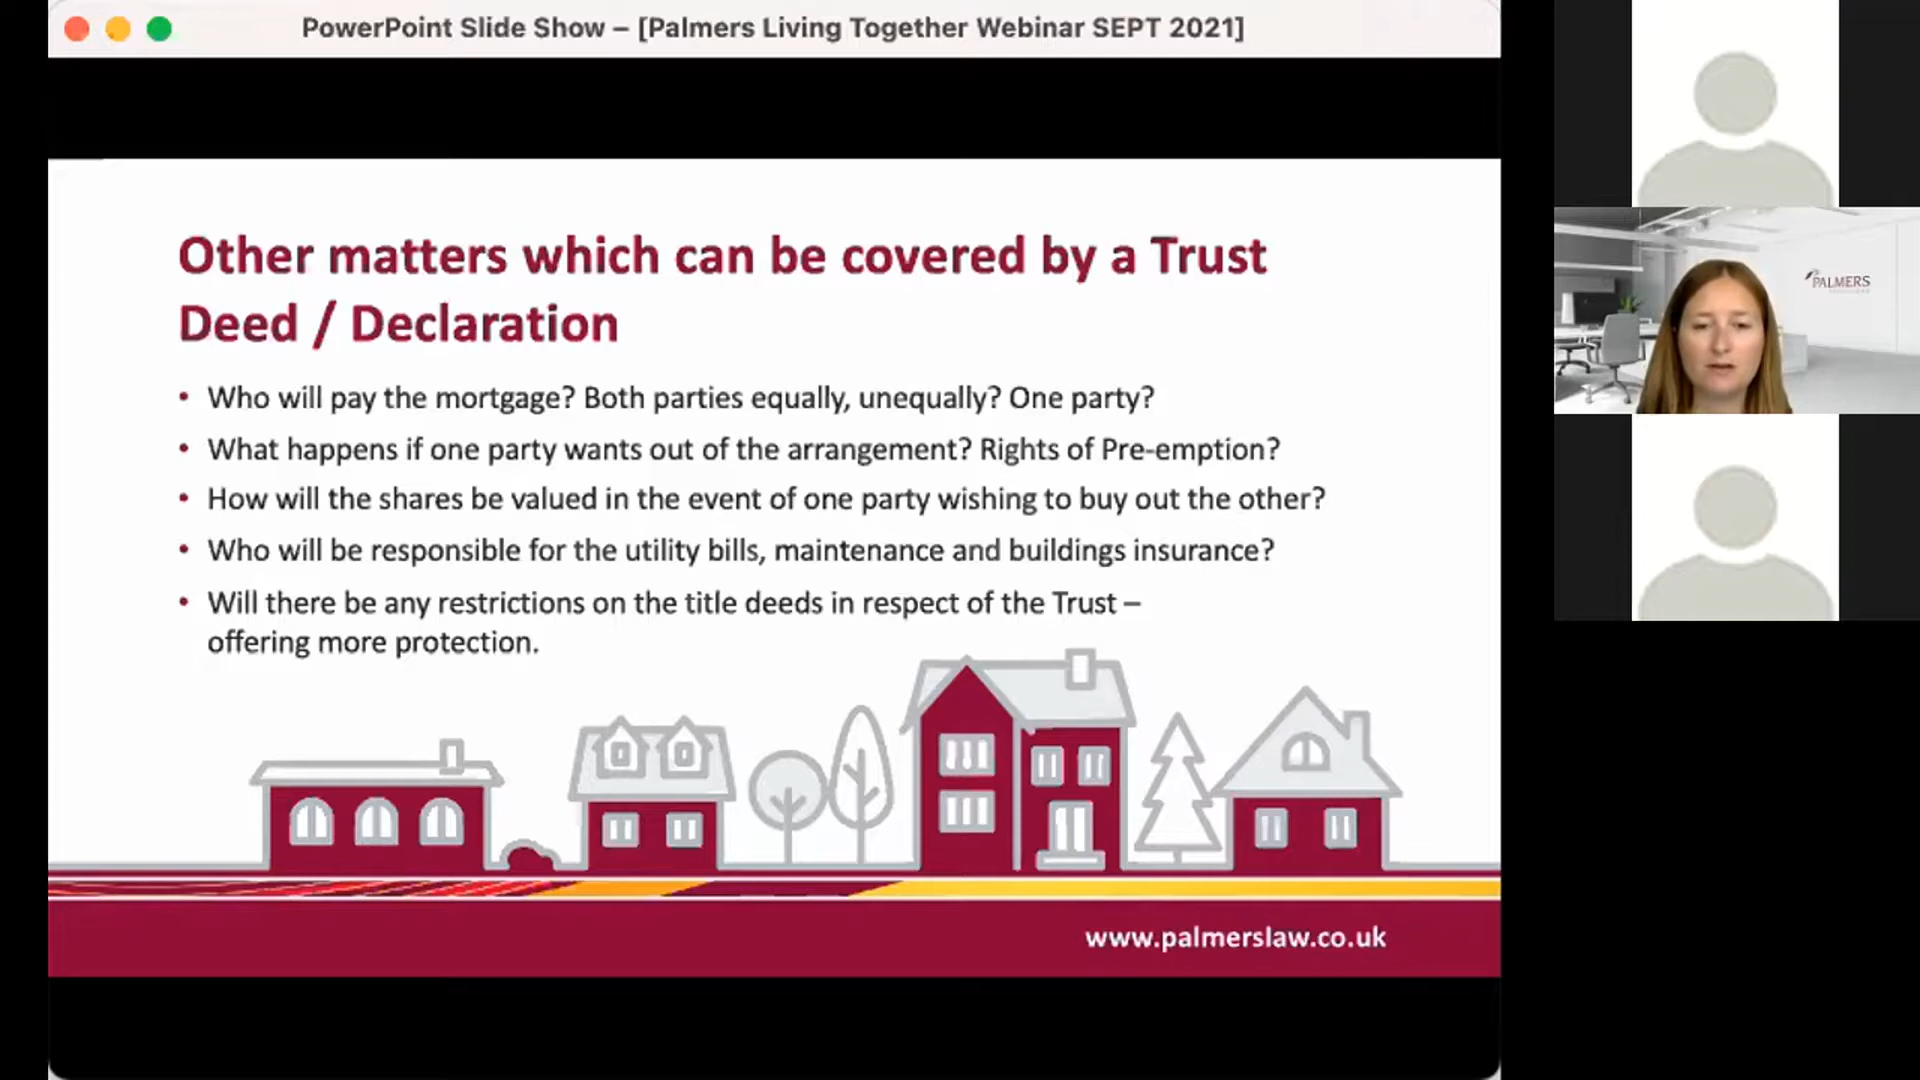 PowerPoint Slide Show – [Palmers Living Together Webinar SEPT 2021]
Other matters which can be covered by a Trust
Deed / Declaration
• Who will pay the mortgage? Both parties equally, unequally? One party?
• What happens if one party wants out of the arrangement? Rights of Pre-emption?
• How will the shares be valued in the event of one party wishing to buy out the other?
• Who will be responsible for the utility bills, maintenance and buildings insurance?
• Will there be any restrictions on the title deeds in respect of the Trust –
offering more protection.
www.palmerslaw.co.uk
PALMERS